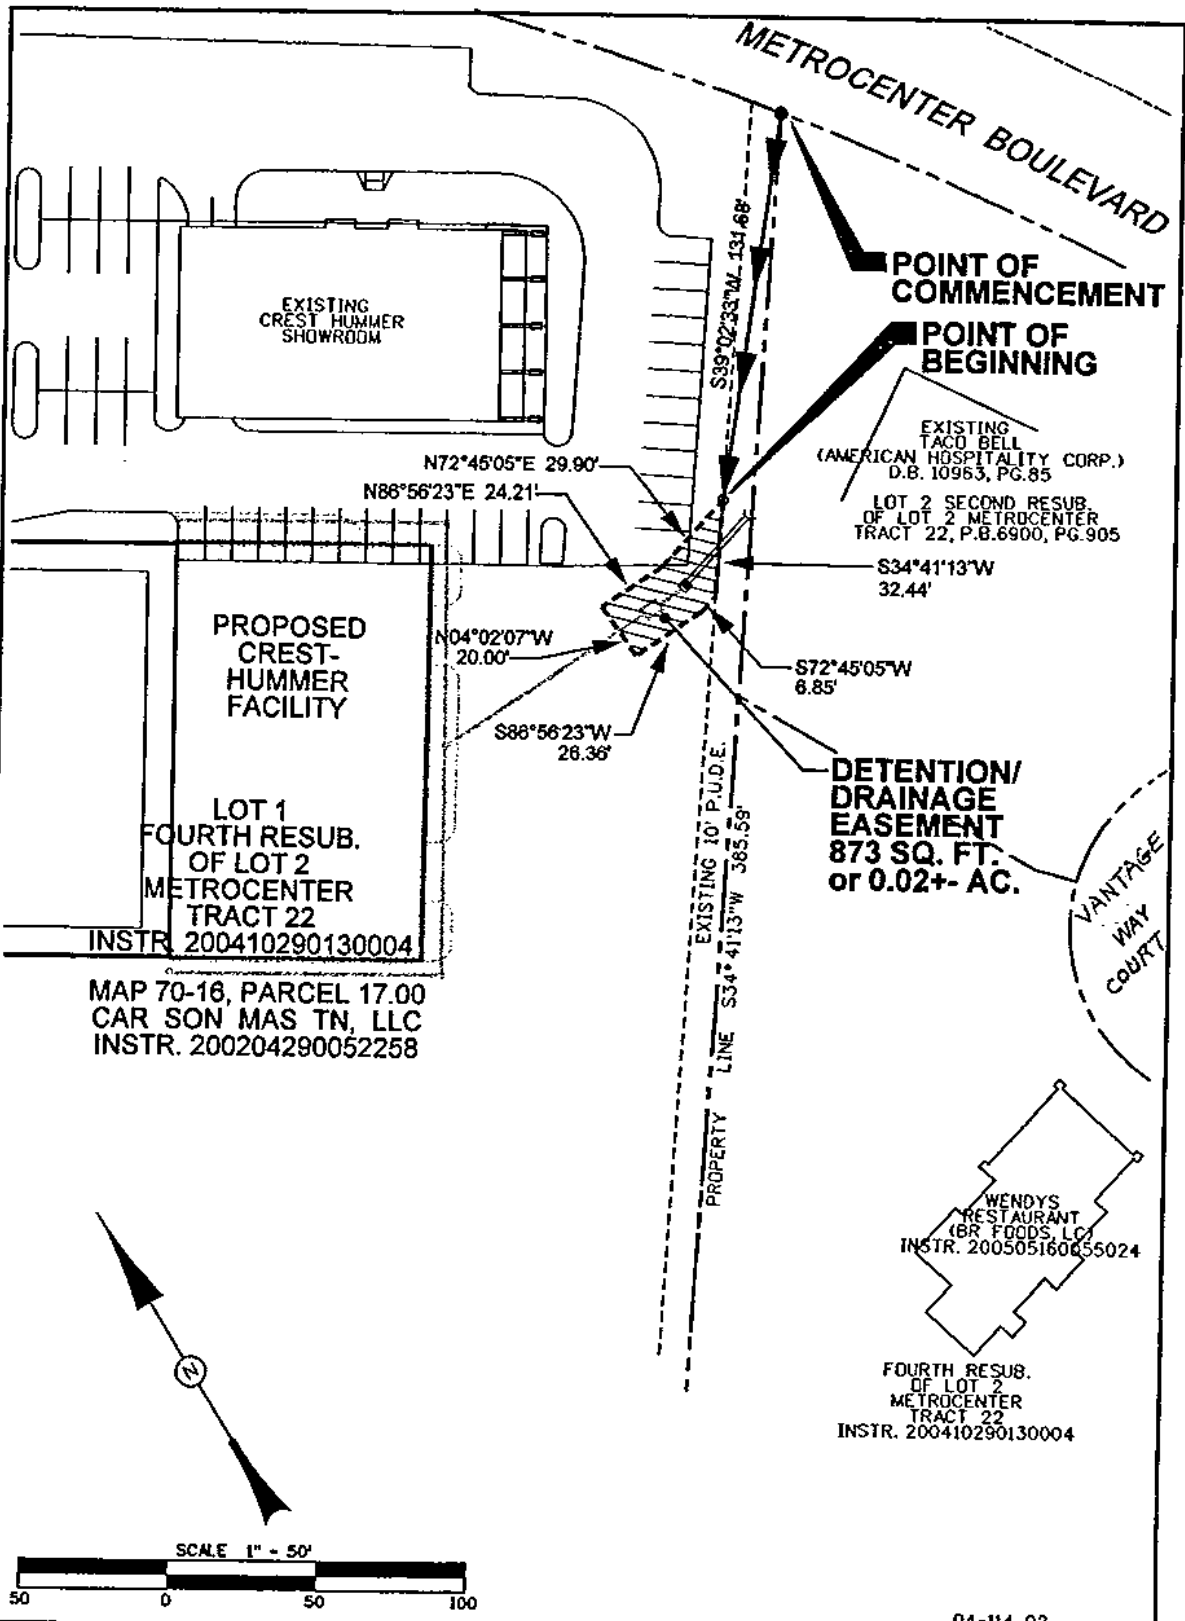 METROCENTER BOULEVARD
POINT OF
COMMENCEMENT
POINT OF
BEGINNING
S39°02'33"W 131.68'
EXISTING
CREST HUMMER
SHOWROOM
EXISTING
TACO BELL
(AMERICAN HOSPITALITY CORP.)
D.B. 10963, PG.85
LOT 2 SECOND RESUB.
OF LOT 2 METROCENTER
TRACT 22, P.B.6900, PG.905
N72°45'05"E 29.90'
N86°56'23"E 24.21'
S34°41'13"W
32.44'
PROPOSED
CREST-
HUMMER
FACILITY
N04°02'07"W
20.00'
S72°45'05"W
6.85'
S86°56'23"W
26.36'
DETENTION/
DRAINAGE
EASEMENT
873 SQ. FT.
or 0.02+- AC.
LOT 1
FOURTH RESUB.
OF LOT 2
METROCENTER
TRACT 22
INSTR. 200410290130004
MAP 70-16, PARCEL 17.00
CAR SON MAS TN, LLC
INSTR. 200204290052258
EXISTING 10' P.U.D.E.
PROPERTY LINE S34°41'13"W 385.59'
VANTAGE
WAY
COURT
WENDYS
RESTAURANT
(BR FOODS, LC)
INSTR. 200505160055024
FOURTH RESUB.
OF LOT 2
METROCENTER
TRACT 22
INSTR. 200410290130004
N
SCALE 1" - 50'
50 0 50 100